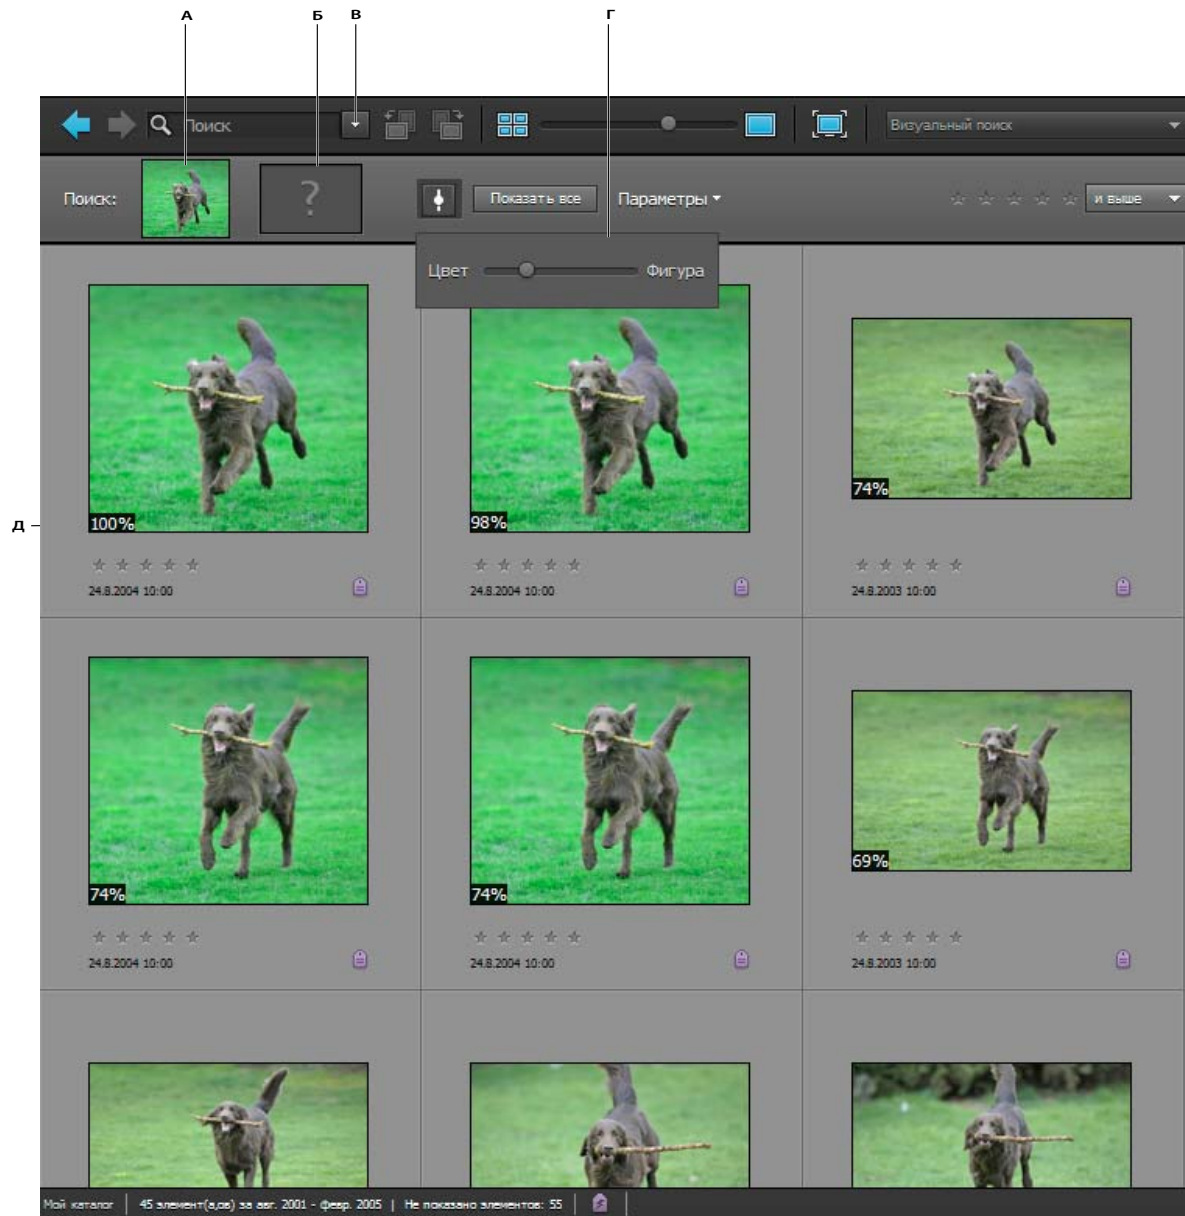 А Б В Г
Поиск
Визуальный поиск
Поиск:
?
Показать все
Параметры
и выше
Цвет
Фигура
100%
98%
74%
Д
24.8.2004 10:00
24.8.2004 10:00
24.8.2003 10:00
74%
74%
69%
24.8.2004 10:00
24.8.2004 10:00
24.8.2003 10:00
Мой каталог | 45 элемент(а,ов) за авг. 2001 - февр. 2005 | Не показано элементов: 55